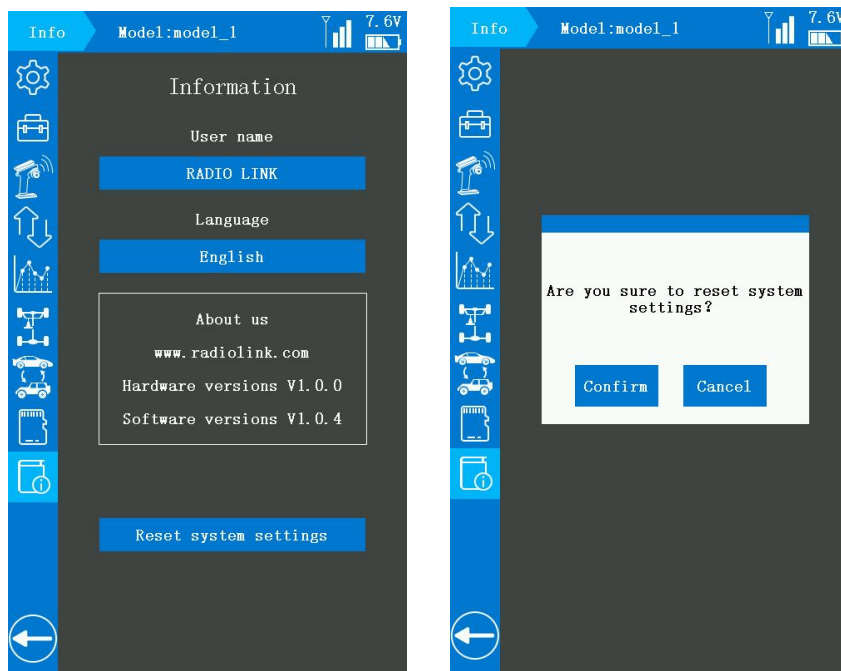 Info
Model:model_1
7.6V
Information
User name
RADIO LINK
Language
English
About us
www.radiolink.com
Hardware versions V1.0.0
Software versions V1.0.4
Reset system settings
Info
Model:model_1
7.6V
Are you sure to reset system
settings?
Confirm
Cancel